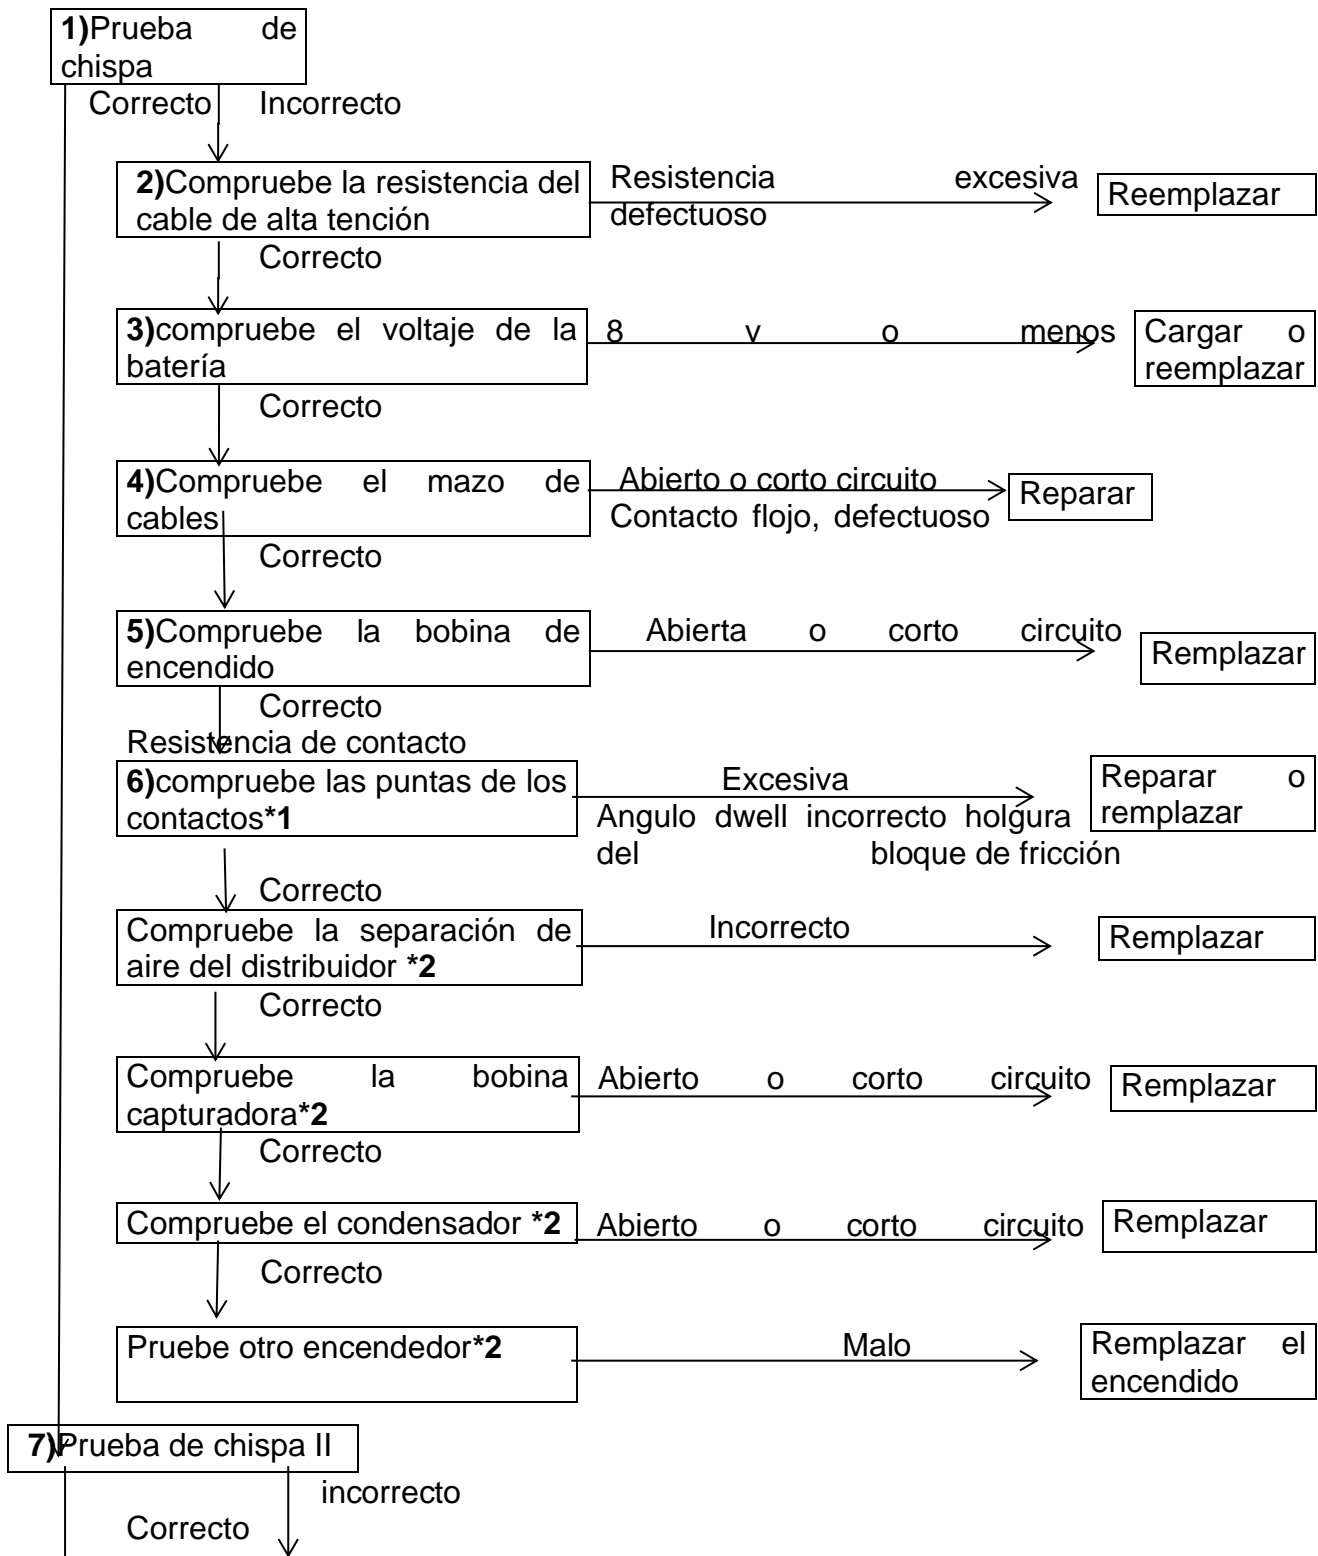 1)Prueba de
chispa
Correcto Incorrecto
2)Compruebe la resistencia del
cable de alta tención
Resistencia excesiva
defectuoso
Reemplazar
Correcto
3)compruebe el voltaje de la
batería
8 v o menos
Cargar o
reemplazar
Correcto
4)Compruebe el mazo de
cables
Abierto o corto circuito
Contacto flojo, defectuoso
Reparar
Correcto
5)Compruebe la bobina de
encendido
Abierta o corto circuito
Remplazar
Correcto
Resistencia de contacto
6)compruebe las puntas de los
contactos*1
Excesiva
Angulo dwell incorrecto holgura
del bloque de fricción
Reparar o
remplazar
Correcto
Compruebe la separación de
aire del distribuidor *2
Incorrecto
Remplazar
Correcto
Compruebe la bobina
capturadora*2
Abierto o corto circuito
Remplazar
Correcto
Compruebe el condensador *2
Abierto o corto circuito
Remplazar
Correcto
Pruebe otro encendedor*2
Malo
Remplazar el
encendido
7)Prueba de chispa II
incorrecto
Correcto